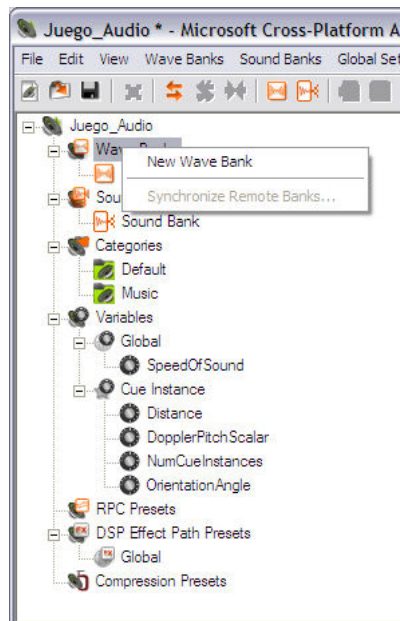 Juego_Audio * - Microsoft Cross-Platform A
File Edit View Wave Banks Sound Banks Global Set
Juego_Audio
Wav
New Wave Bank
Synchronize Remote Banks...
Sou
Sound Bank
Categories
Default
Music
Variables
Global
SpeedOfSound
Cue Instance
Distance
DopplerPitchScalar
NumCueInstances
OrientationAngle
RPC Presets
DSP Effect Path Presets
Global
Compression Presets